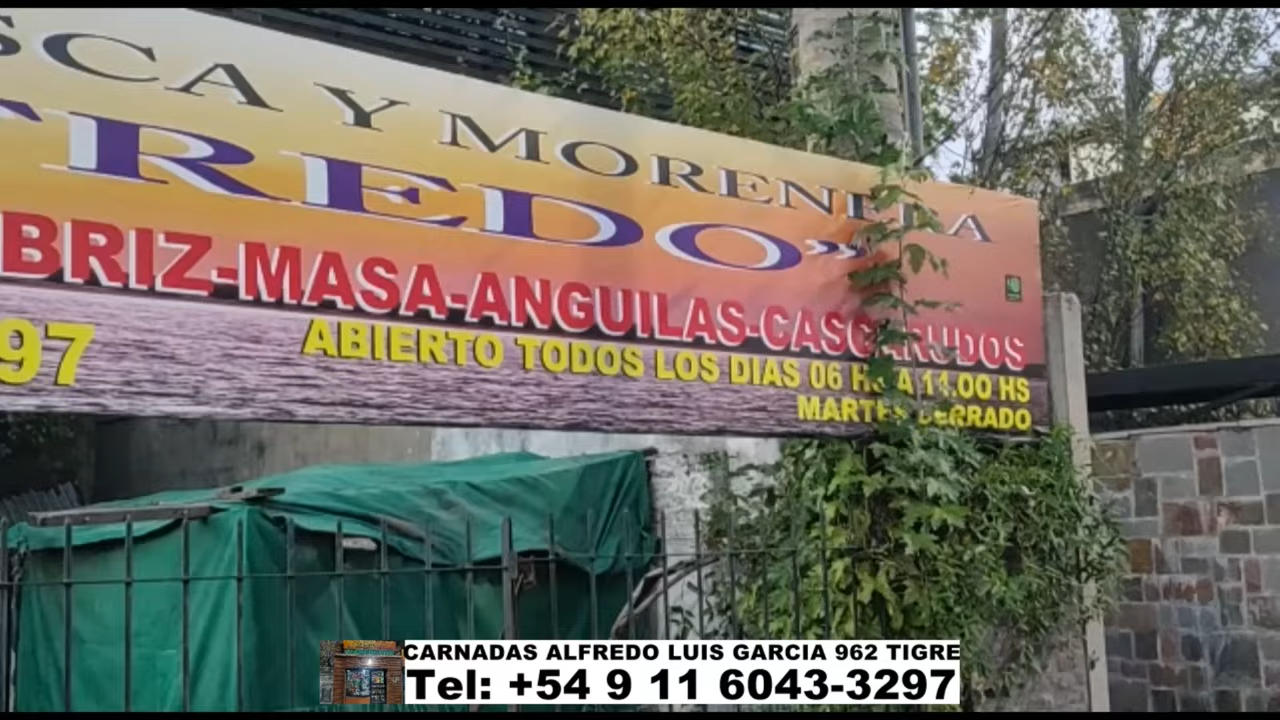 SCA Y MORENITA
FREDO”
BRIZ-MASA-ANGUILAS-CASCARUDOS
97
ABIERTO TODOS LOS DIAS 06 HS A 14.00 HS
MARTES CERRADO
CARNADAS ALFREDO LUIS GARCIA 962 TIGRE
Tel: +54 9 11 6043-3297